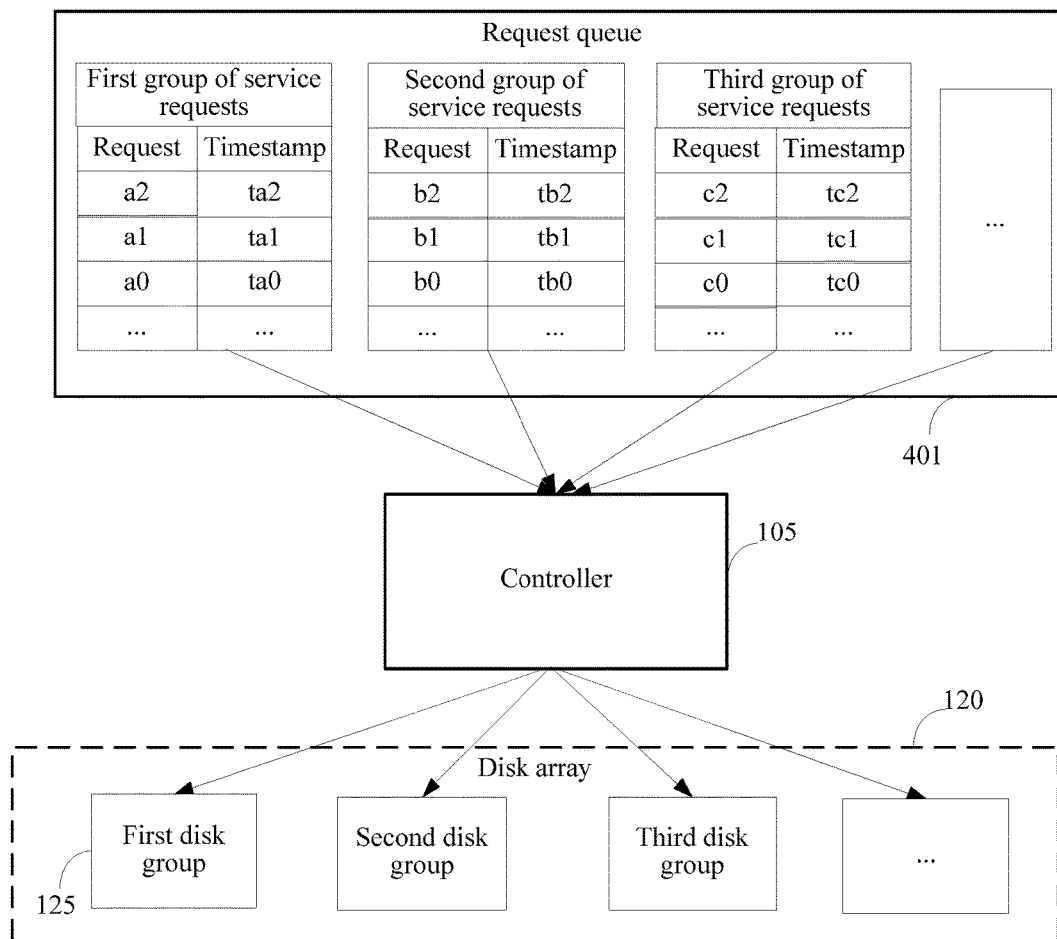 Request queue
First group of service
requests
Second group of
service requests
Third group of
service requests
Request Timestamp
Request Timestamp
Request Timestamp
a2 ta2
b2 tb2
c2 tc2
a1 ta1
b1 tb1
c1 tc1
...
a0 ta0
b0 tb0
c0 tc0
... ...
... ...
... ...
401
105
Controller
120
Disk array
First disk
group
Second disk
group
Third disk
group
...
125